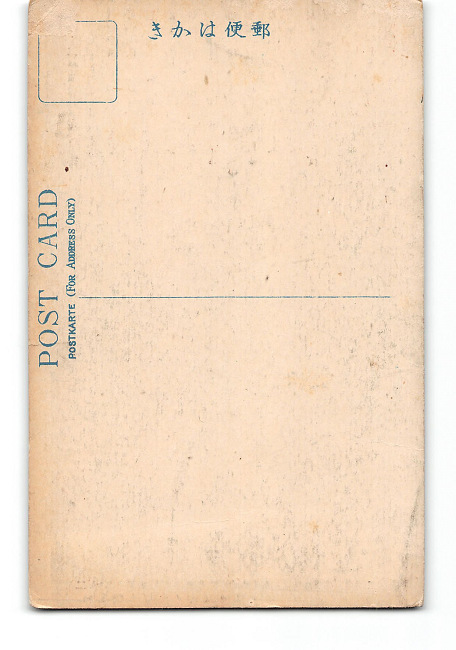 郵便はかき
POST CARD
POSTKARTE (FOR ADDRESS ONLY)